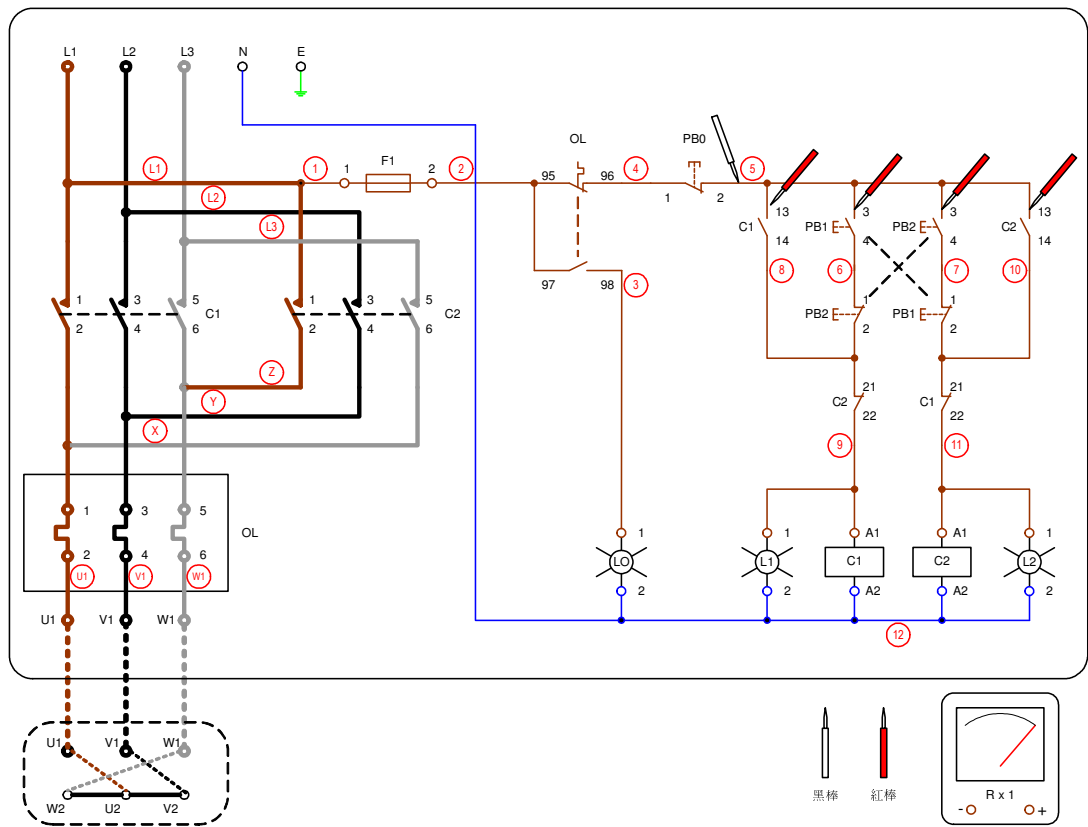 L1 L2 L3 N E
L1 1 1 F1 2 2 95 OL 96 4 PB0 5
L2 1 2
L3
13 3 3 13
C1 PB1 PB2 C2
14 4 4 14
97 98 3 8 6 7 10
1 3 5 C1 1 3 5 C2
2 4 6 2 4 6
1 1
PB2 PB1
2 2
Z
Y
X
21 21
C2 C1
22 22
9 11
1 3 5
OL
2 4 6
U1 V1 W1
1 1 A1 A1 1
LO L1 C1 C2 L2
2 2 A2 A2 2
U1 V1 W1
12
U1 V1 W1
W2 U2 V2
黑棒 紅棒
R x 1
- +